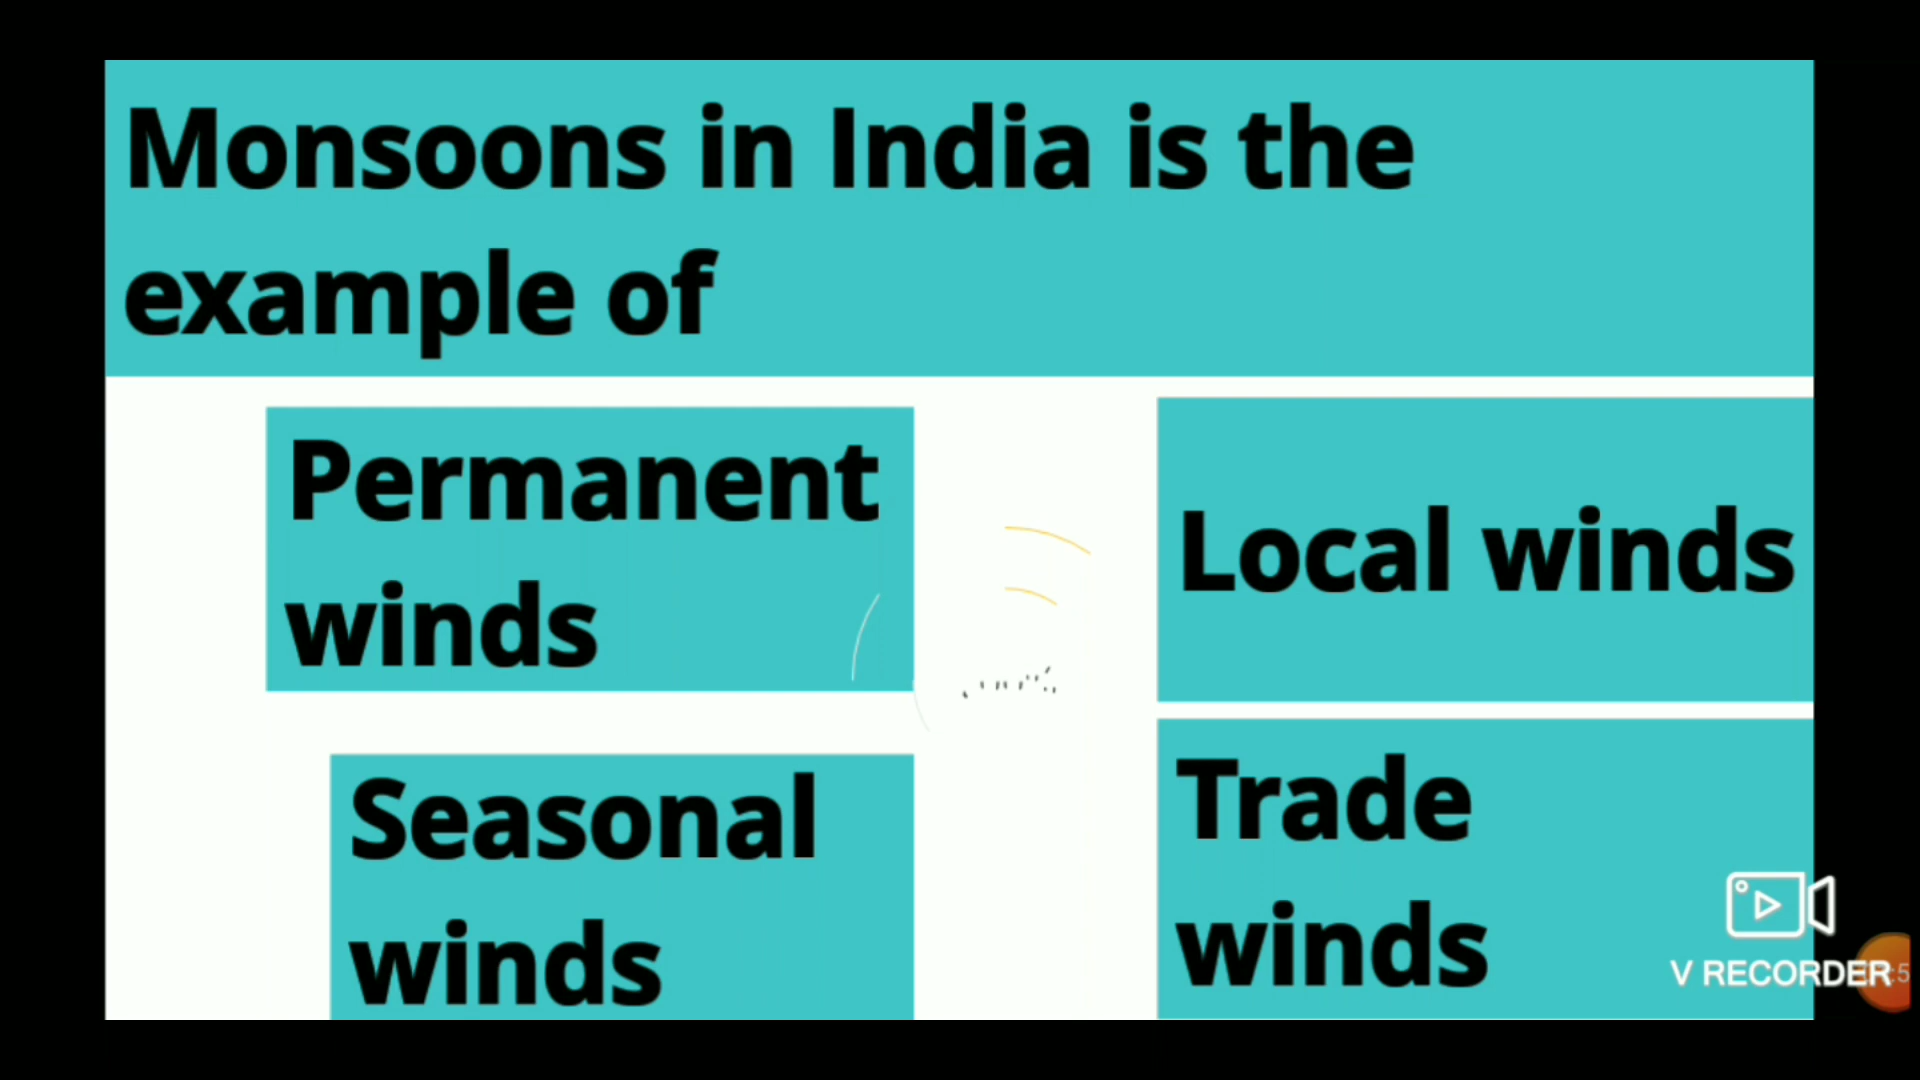 Monsoons in India is the
example of
Permanent
winds
Local winds
Seasonal
winds
Trade
winds
V RECORDER